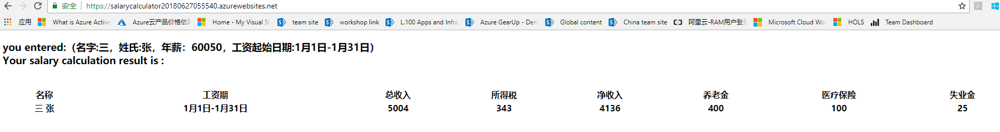 安全 https://salarycalculator20180627055540.azurewebsites.net
应用 What is Azure Active Azure云产品价格估算 Home - My Visual St team site workshop link L.100 Apps and Infra Azure GearUp - Dem Global content China team site 阿里云-RAM用户登录 Microsoft Cloud Wo HOLS Team Dashboard
you entered:（名字:三，姓氏:张，年薪：60050，工资起始日期:1月1日-1月31日）
Your salary calculation result is :
名称 工资期 总收入 所得税 净收入 养老金 医疗保险 失业金
三 张 1月1日-1月31日 5004 343 4136 400 100 25